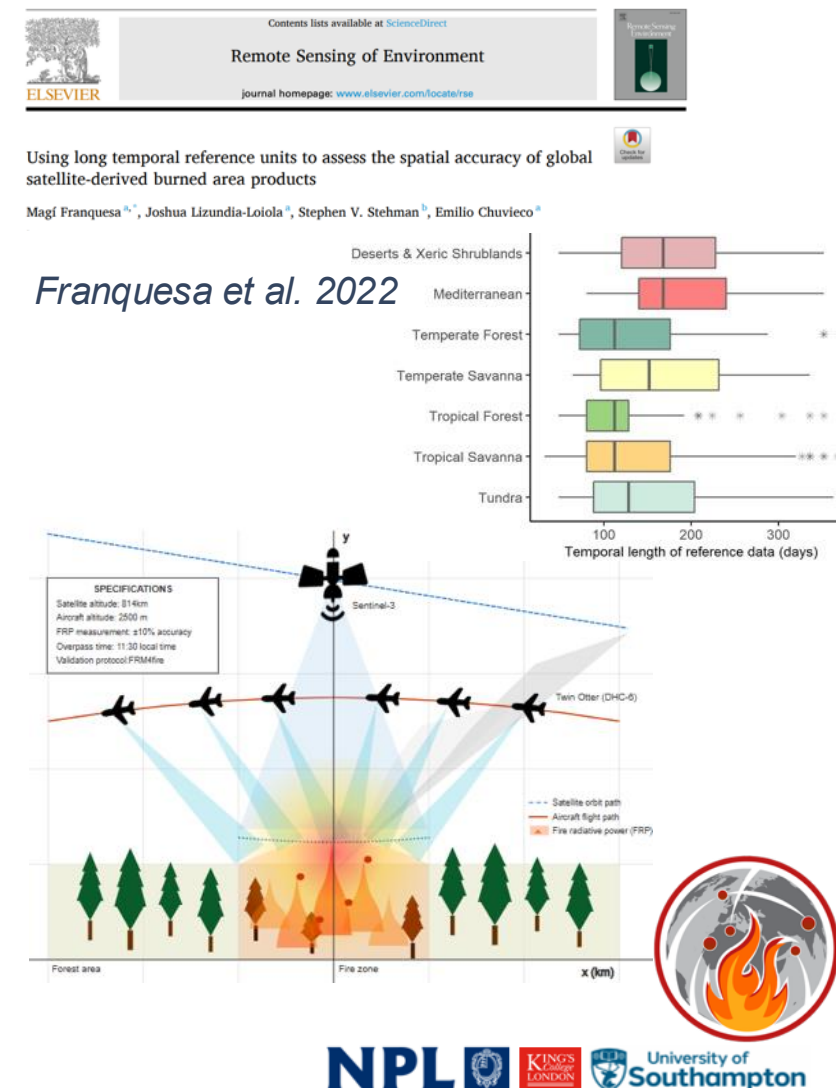 Contents lists available at ScienceDirect
Remote Sensing of Environment
journal homepage: www.elsevier.com/locate/rse
ELSEVIER
Remote Sensing
Environment
Check for
updates
Using long temporal reference units to assess the spatial accuracy of global
satellite-derived burned area products
Magí Franquesa a,*, Joshua Lizundia-Loiola a, Stephen V. Stehman b, Emilio Chuvieco a
Franquesa et al. 2022
Deserts & Xeric Shrublands
Mediterranean
Temperate Forest
Temperate Savanna
Tropical Forest
Tropical Savanna
Tundra
100 200 300
Temporal length of reference data (days)
y
SPECIFICATIONS
Satellite altitude: 814km
Aircraft altitude: 2500 m
FRP measurement: ±10% accuracy
Overpass time: 11:30 local time
Validation protocol:FRM4fire
Sentinel-3
Twin Otter (DHC-6)
Satellite orbit path
Aircraft flight path
Fire radiative power (FRP)
Forest area
Fire zone
x (km)
NPL
KING'S
College
LONDON
University of
Southampton